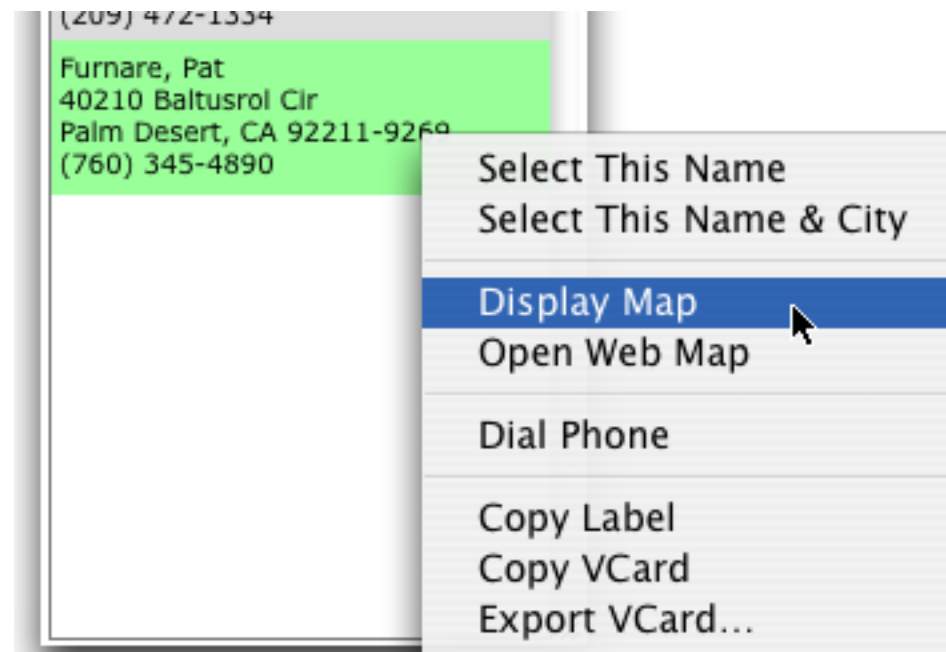 (209) 472-1334
Furnare, Pat
40210 Baltusrol Cir
Palm Desert, CA 92211-9269
(760) 345-4890
Select This Name
Select This Name & City
Display Map
Open Web Map
Dial Phone
Copy Label
Copy VCard
Export VCard...